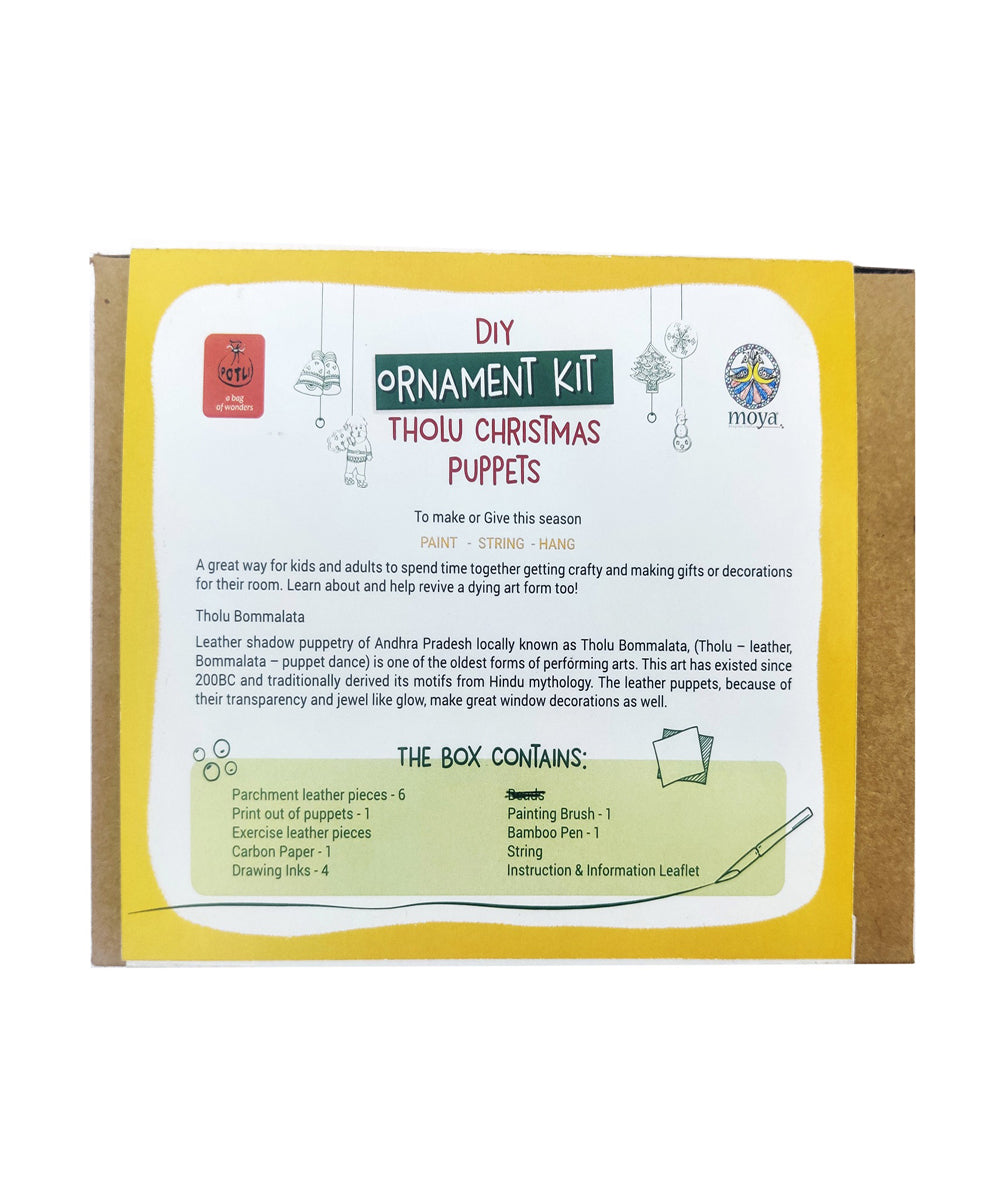 DIY
ORNAMENT KIT
THOLU CHRISTMAS
PUPPETS
POTLI
a bag
of wonders
moya
To make or Give this season
PAINT - STRING - HANG
A great way for kids and adults to spend time together getting crafty and making gifts or decorations
for their room. Learn about and help revive a dying art form too!
Tholu Bommalata
Leather shadow puppetry of Andhra Pradesh locally known as Tholu Bommalata, (Tholu – leather,
Bommalata – puppet dance) is one of the oldest forms of performing arts. This art has existed since
200BC and traditionally derived its motifs from Hindu mythology. The leather puppets, because of
their transparency and jewel like glow, make great window decorations as well.
THE BOX CONTAINS:
Parchment leather pieces - 6
Print out of puppets - 1
Exercise leather pieces
Carbon Paper - 1
Drawing Inks - 4
Beads
Painting Brush - 1
Bamboo Pen - 1
String
Instruction & Information Leaflet